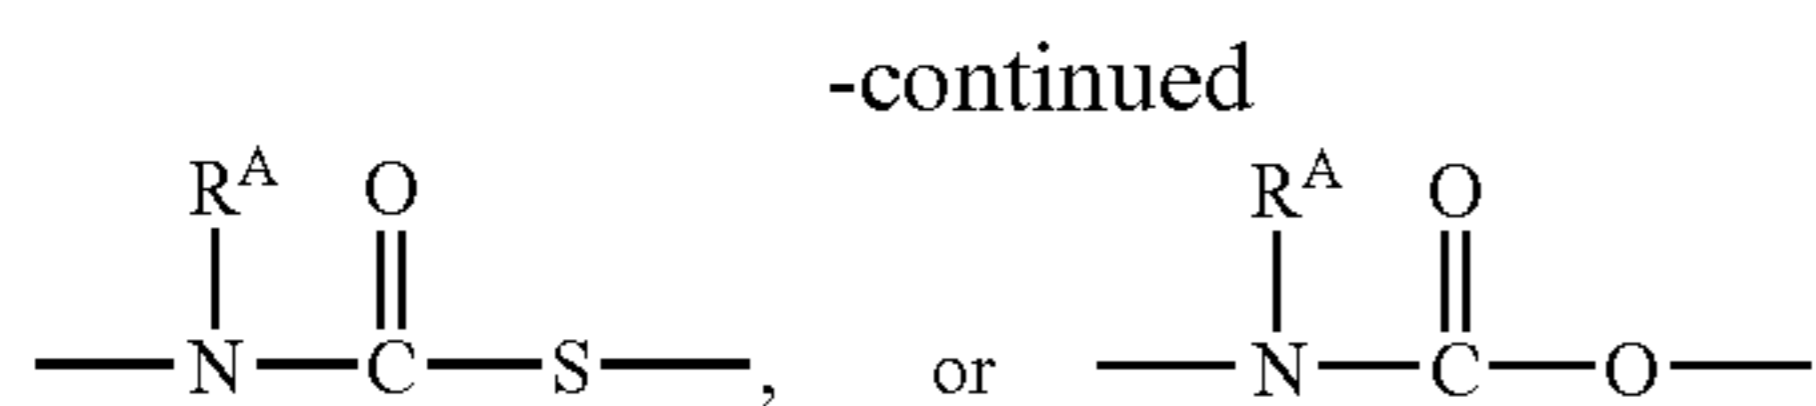 -continued
R^A O R^A O
—N—C—S—, or —N—C—O—